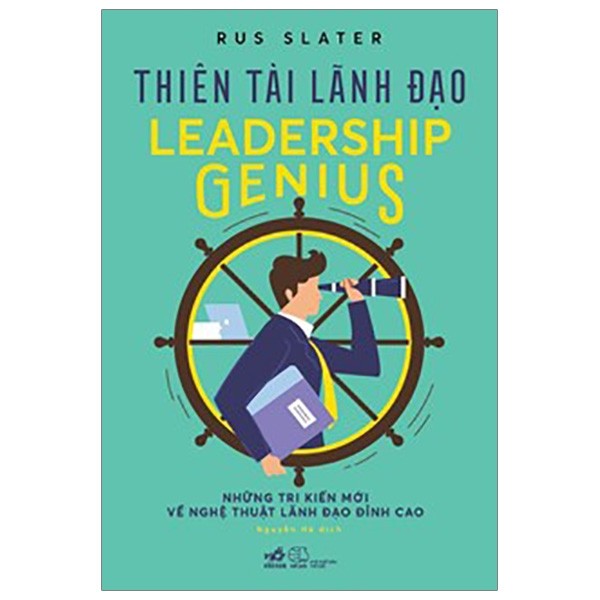 RUS SLATER
THIÊN TÀI LÃNH ĐẠO
LEADERSHIP
GENIUS
NHỮNG TRI KIẾN MỚI
VỀ NGHỆ THUẬT LÃNH ĐẠO ĐỈNH CAO
Nguyễn Hà dịch